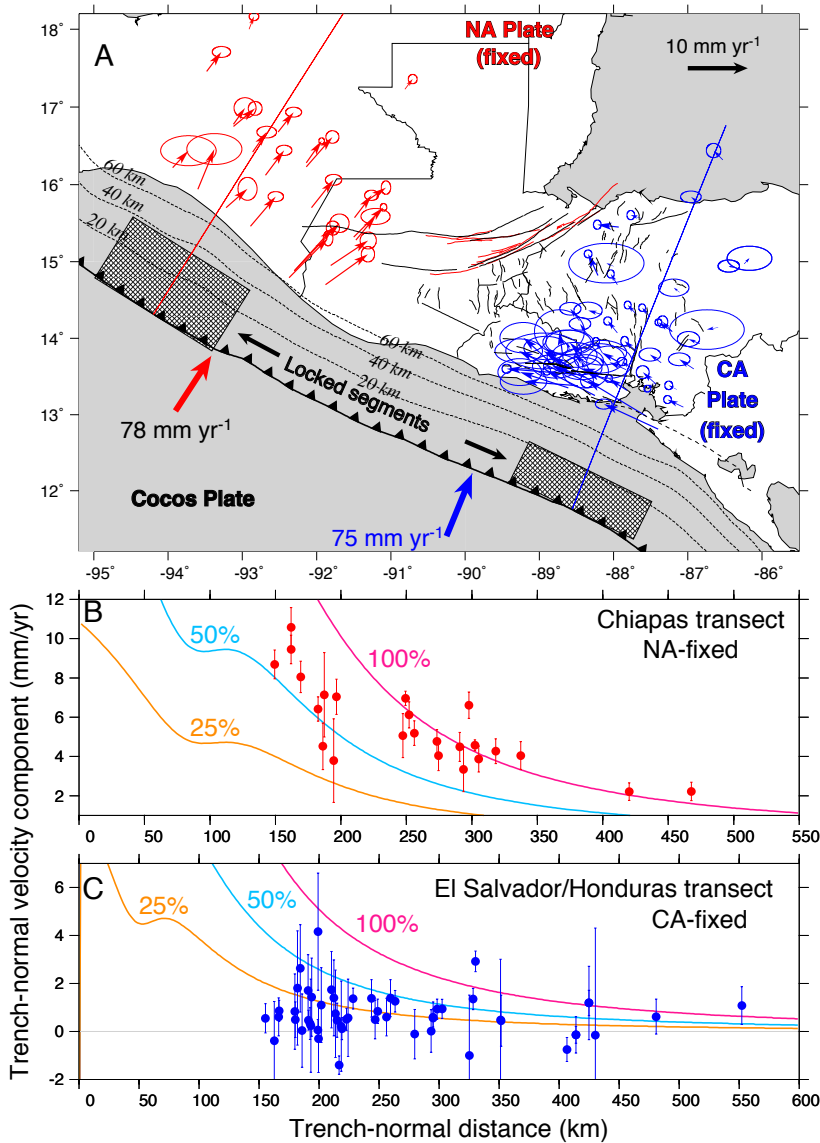 A
NA Plate
(fixed)
10 mm yr-1
18°
17°
16°
15°
14°
13°
12°
60 km
40 km
20 km
60 km
40 km
20 km
Locked segments
78 mm yr-1
75 mm yr-1
Cocos Plate
CA
Plate
(fixed)
-95 -94 -93 -92 -91 -90 -89 -88 -87 -86
B
Chiapas transect
NA-fixed
50%
100%
25%
12
10
8
6
4
2
0 50 100 150 200 250 300 350 400 450 500 550
C
El Salvador/Honduras transect
CA-fixed
25%
50%
100%
6
4
2
0
-2
0 50 100 150 200 250 300 350 400 450 500 550 600
Trench-normal distance (km)
Trench-normal velocity component (mm/yr)